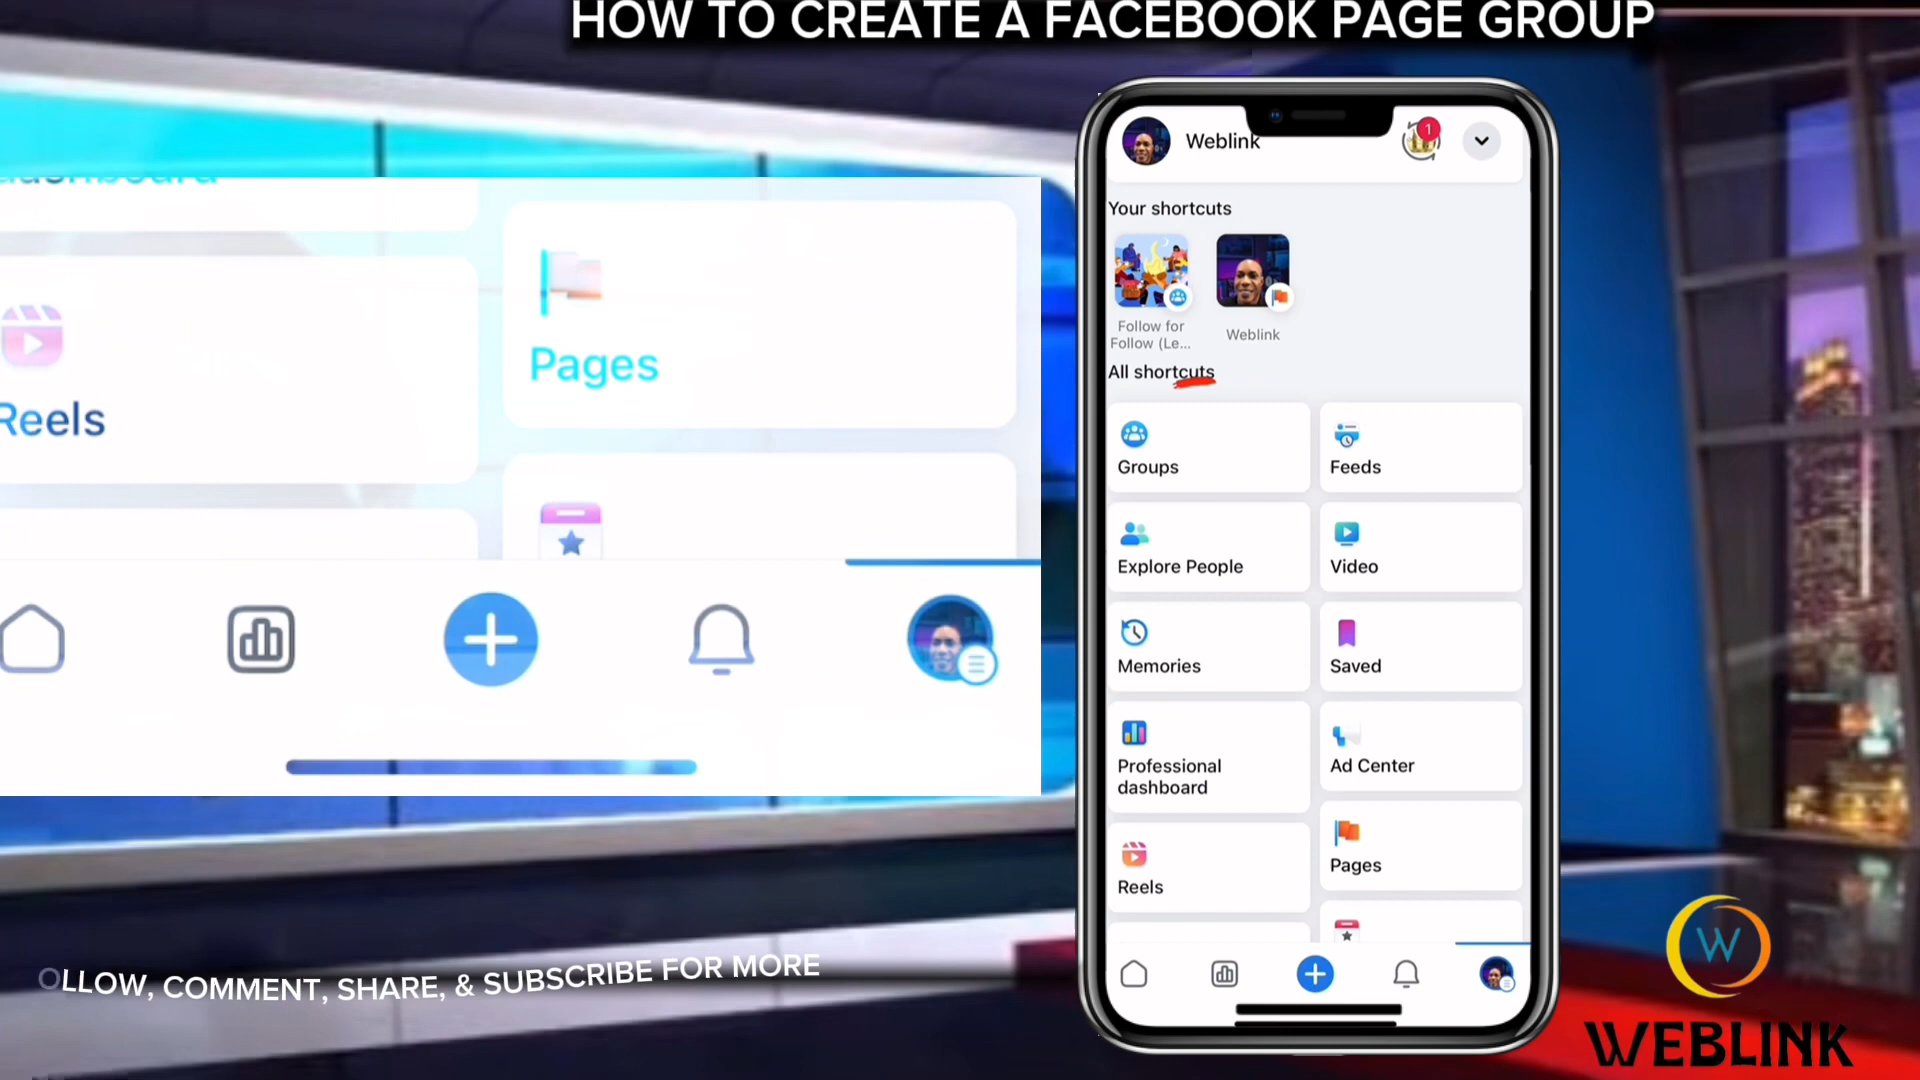 HOW TO CREATE A FACEBOOK PAGE GROUP
Pages
Reels
OLLOW, COMMENT, SHARE, & SUBSCRIBE FOR MORE
Weblink
1
Your shortcuts
Follow for
Follow (Le...
Weblink
All shortcuts
Groups
Feeds
Explore People
Video
Memories
Saved
Professional
dashboard
Ad Center
Pages
Reels
W
WEBLINK